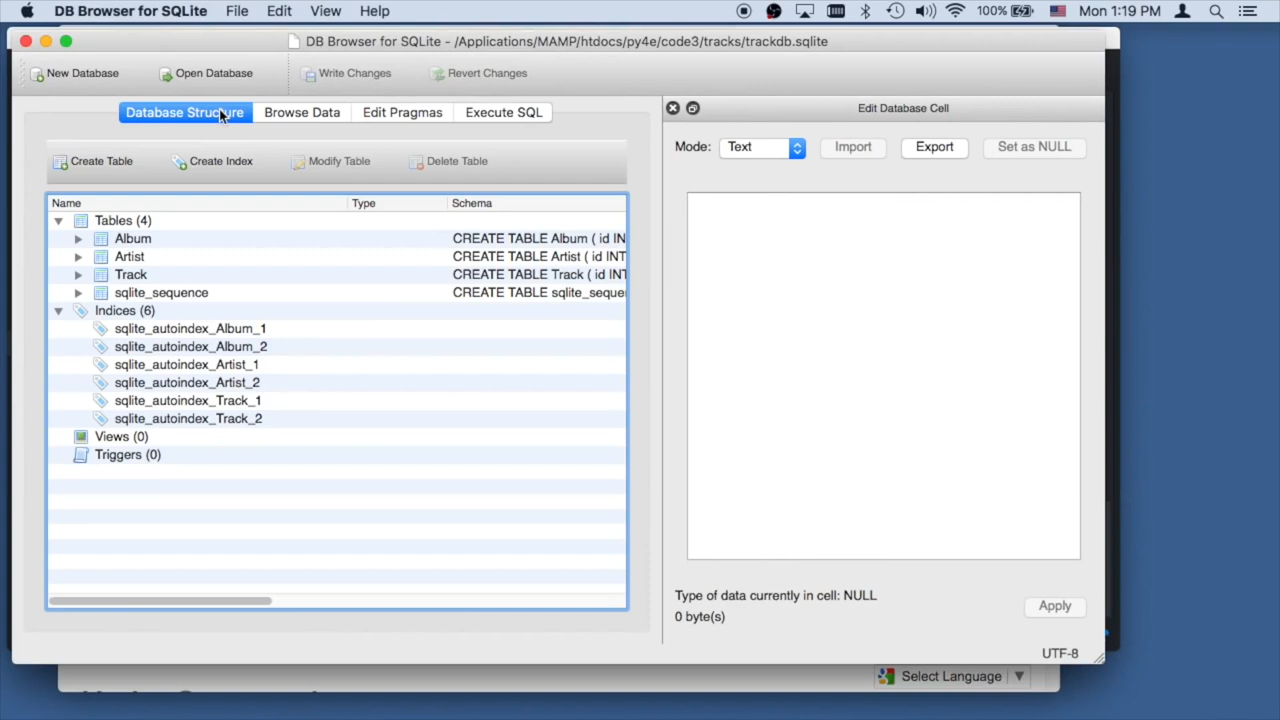 DB Browser for SQLite File Edit View Help 100% Mon 1:19 PM
DB Browser for SQLite - /Applications/MAMP/htdocs/py4e/code3/tracks/trackdb.sqlite
New Database Open Database Write Changes Revert Changes
Database Structure Browse Data Edit Pragmas Execute SQL
Edit Database Cell
Create Table Create Index Modify Table Delete Table
Mode: Text Import Export Set as NULL
Name Type Schema
Tables (4)
Album CREATE TABLE Album ( id IN
Artist CREATE TABLE Artist ( id INT
Track CREATE TABLE Track ( id INT
sqlite_sequence CREATE TABLE sqlite_seque
Indices (6)
sqlite_autoindex_Album_1
sqlite_autoindex_Album_2
sqlite_autoindex_Artist_1
sqlite_autoindex_Artist_2
sqlite_autoindex_Track_1
sqlite_autoindex_Track_2
Views (0)
Triggers (0)
Type of data currently in cell: NULL
0 byte(s)
Apply
UTF-8
Select Language